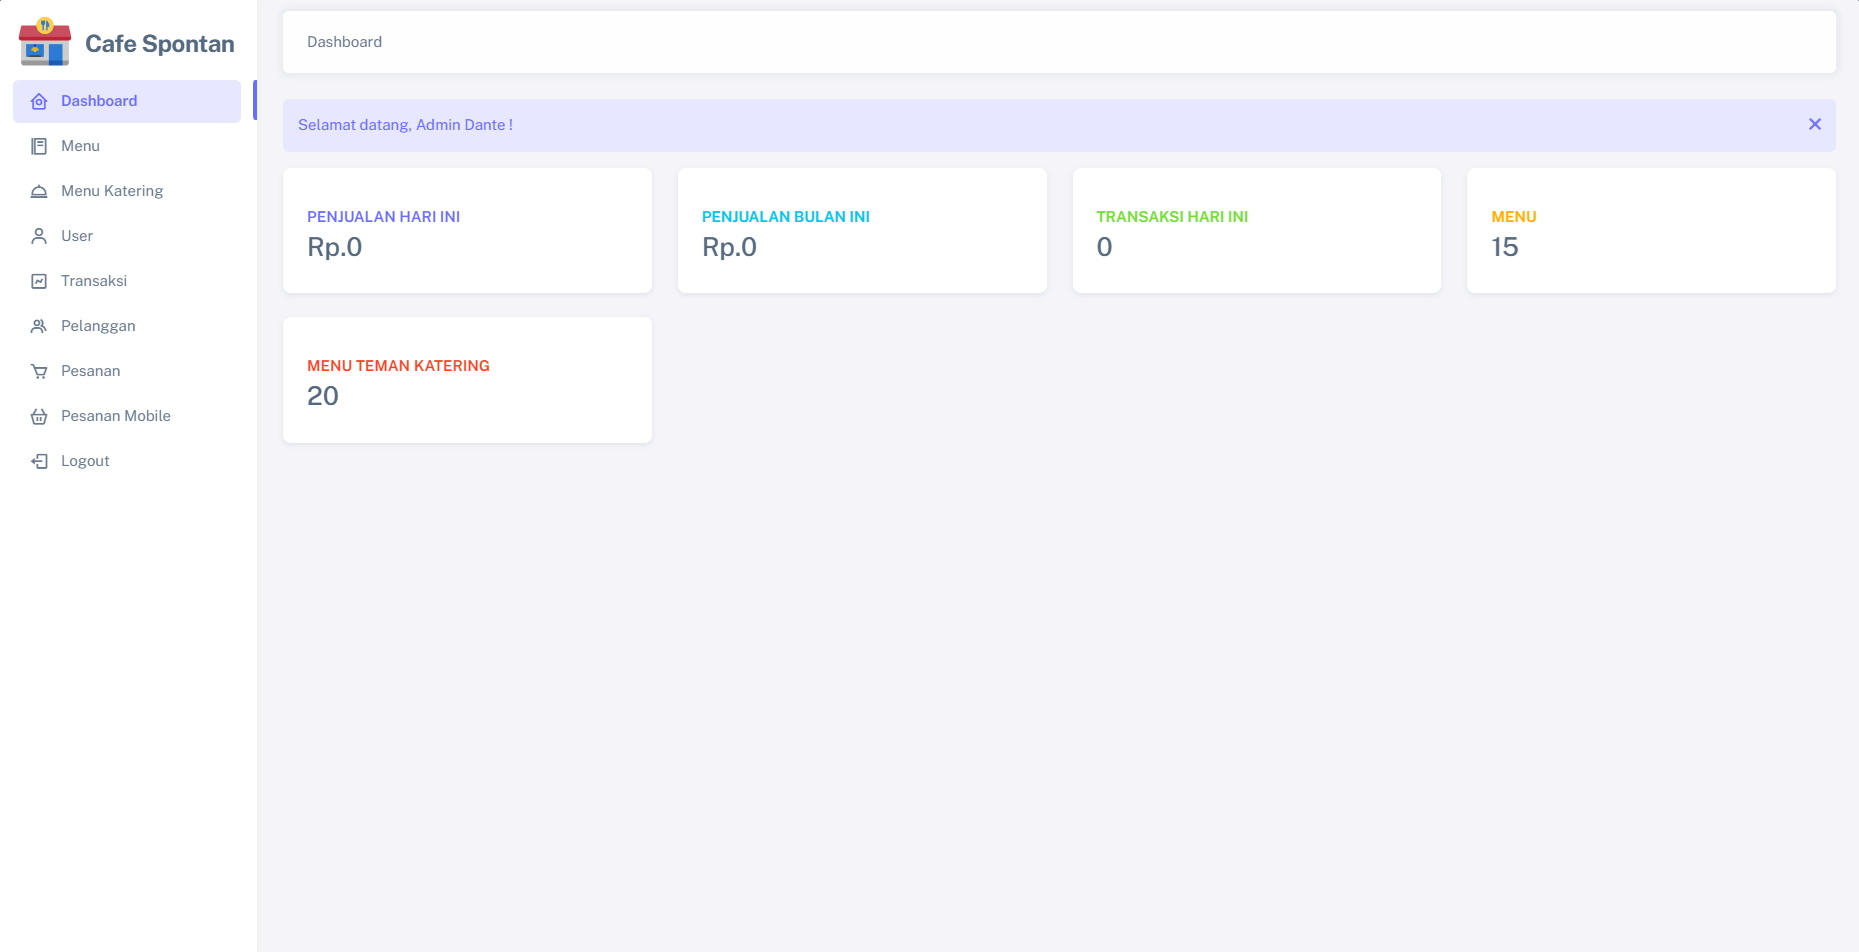 Cafe Spontan
Dashboard
Menu
Menu Katering
User
Transaksi
Pelanggan
Pesanan
Pesanan Mobile
Logout
Dashboard
Selamat datang, Admin Dante !
PENJUALAN HARI INI
Rp.0
PENJUALAN BULAN INI
Rp.0
TRANSAKSI HARI INI
0
MENU
15
MENU TEMAN KATERING
20